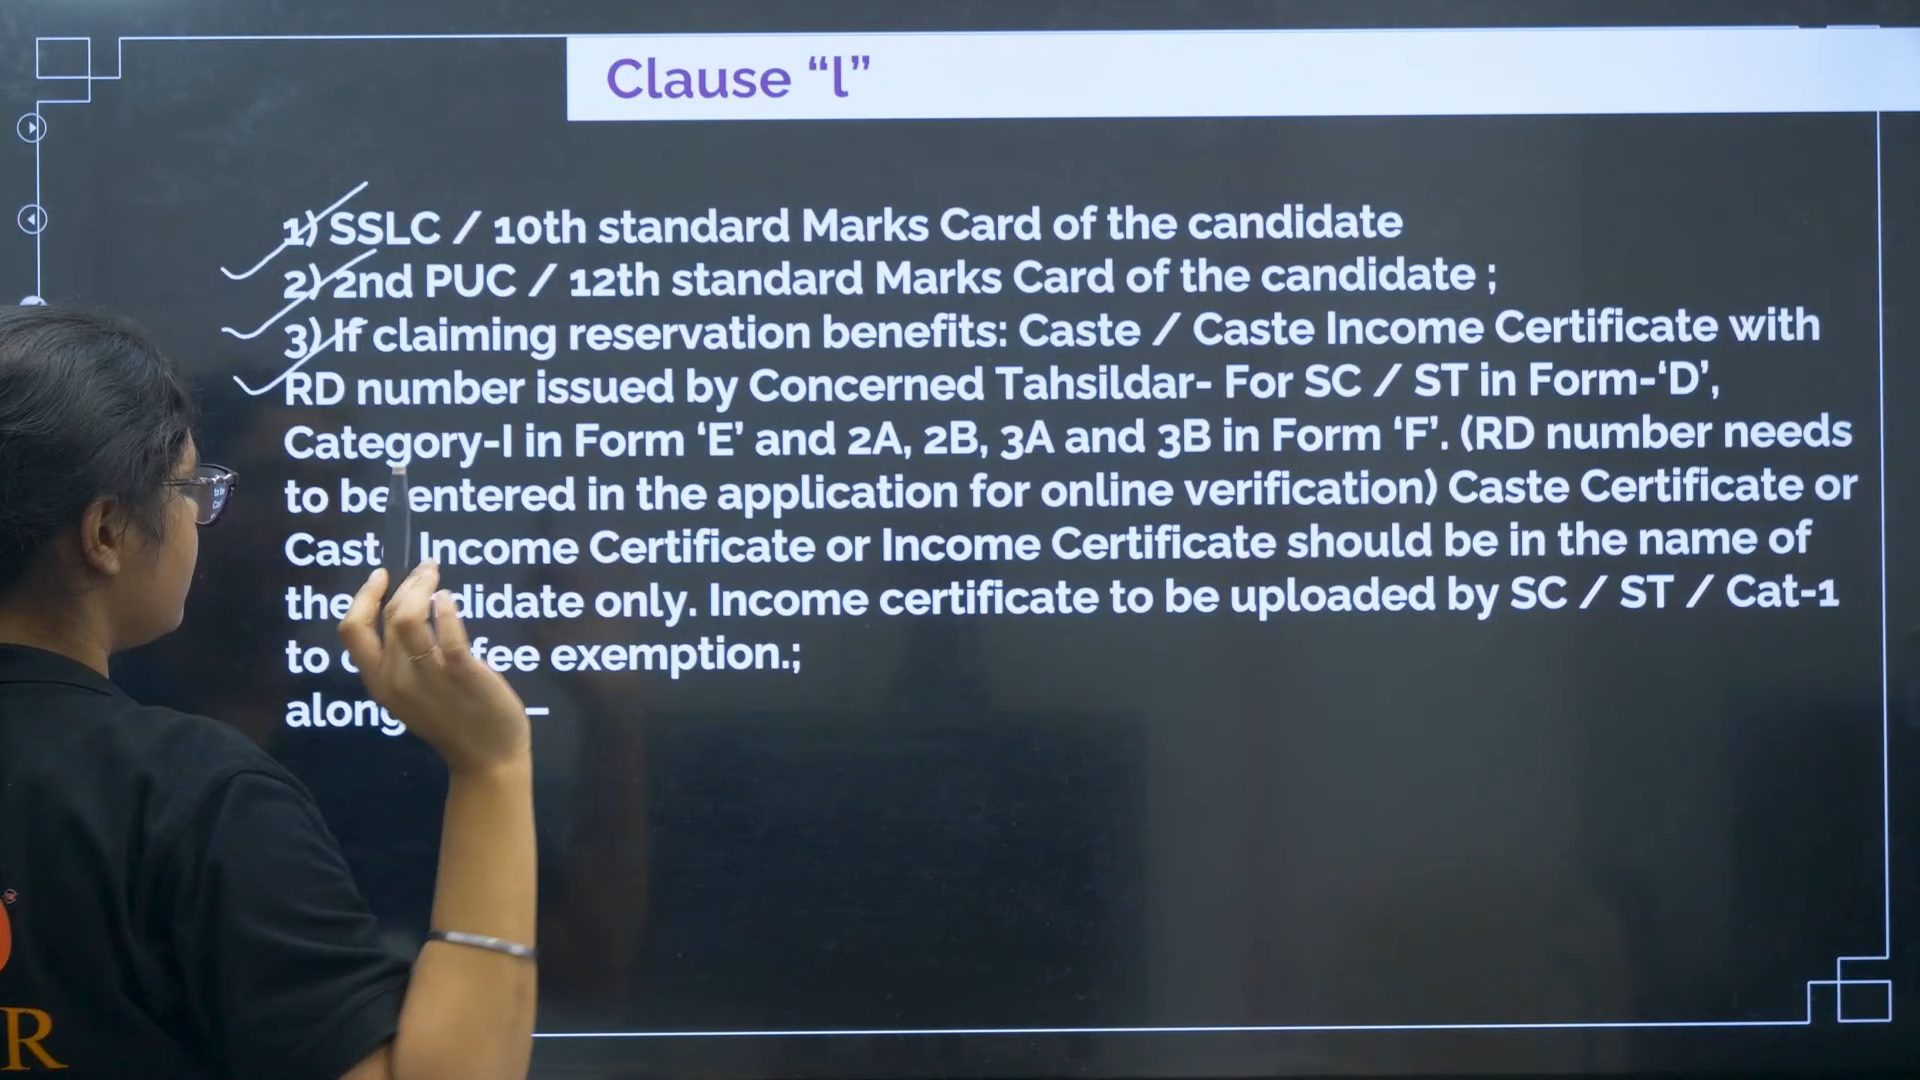 Clause “l”
1) SSLC / 10th standard Marks Card of the candidate
2) 2nd PUC / 12th standard Marks Card of the candidate ;
3) If claiming reservation benefits: Caste / Caste Income Certificate with
RD number issued by Concerned Tahsildar- For SC / ST in Form-‘D’,
Category-I in Form ‘E’ and 2A, 2B, 3A and 3B in Form ‘F’. (RD number needs
to be entered in the application for online verification) Caste Certificate or
Income Certificate or Income Certificate should be in the name of
the only. Income certificate to be uploaded by SC / ST / Cat-1
to fee exemption.;
along –
R